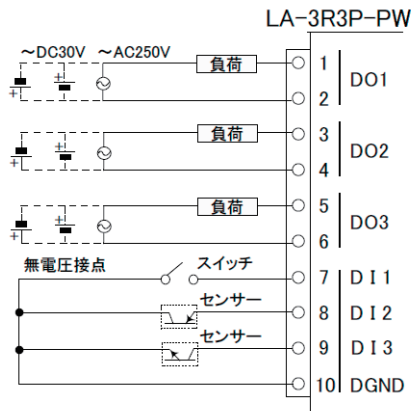 LA-3R3P-PW
～DC30V ～AC250V
負荷 1
2 DO1
負荷 3
4 DO2
負荷 5
6 DO3
無電圧接点 スイッチ 7 DI1
センサー 8 DI2
センサー 9 DI3
10 DGND
+ +
+ +
+ +